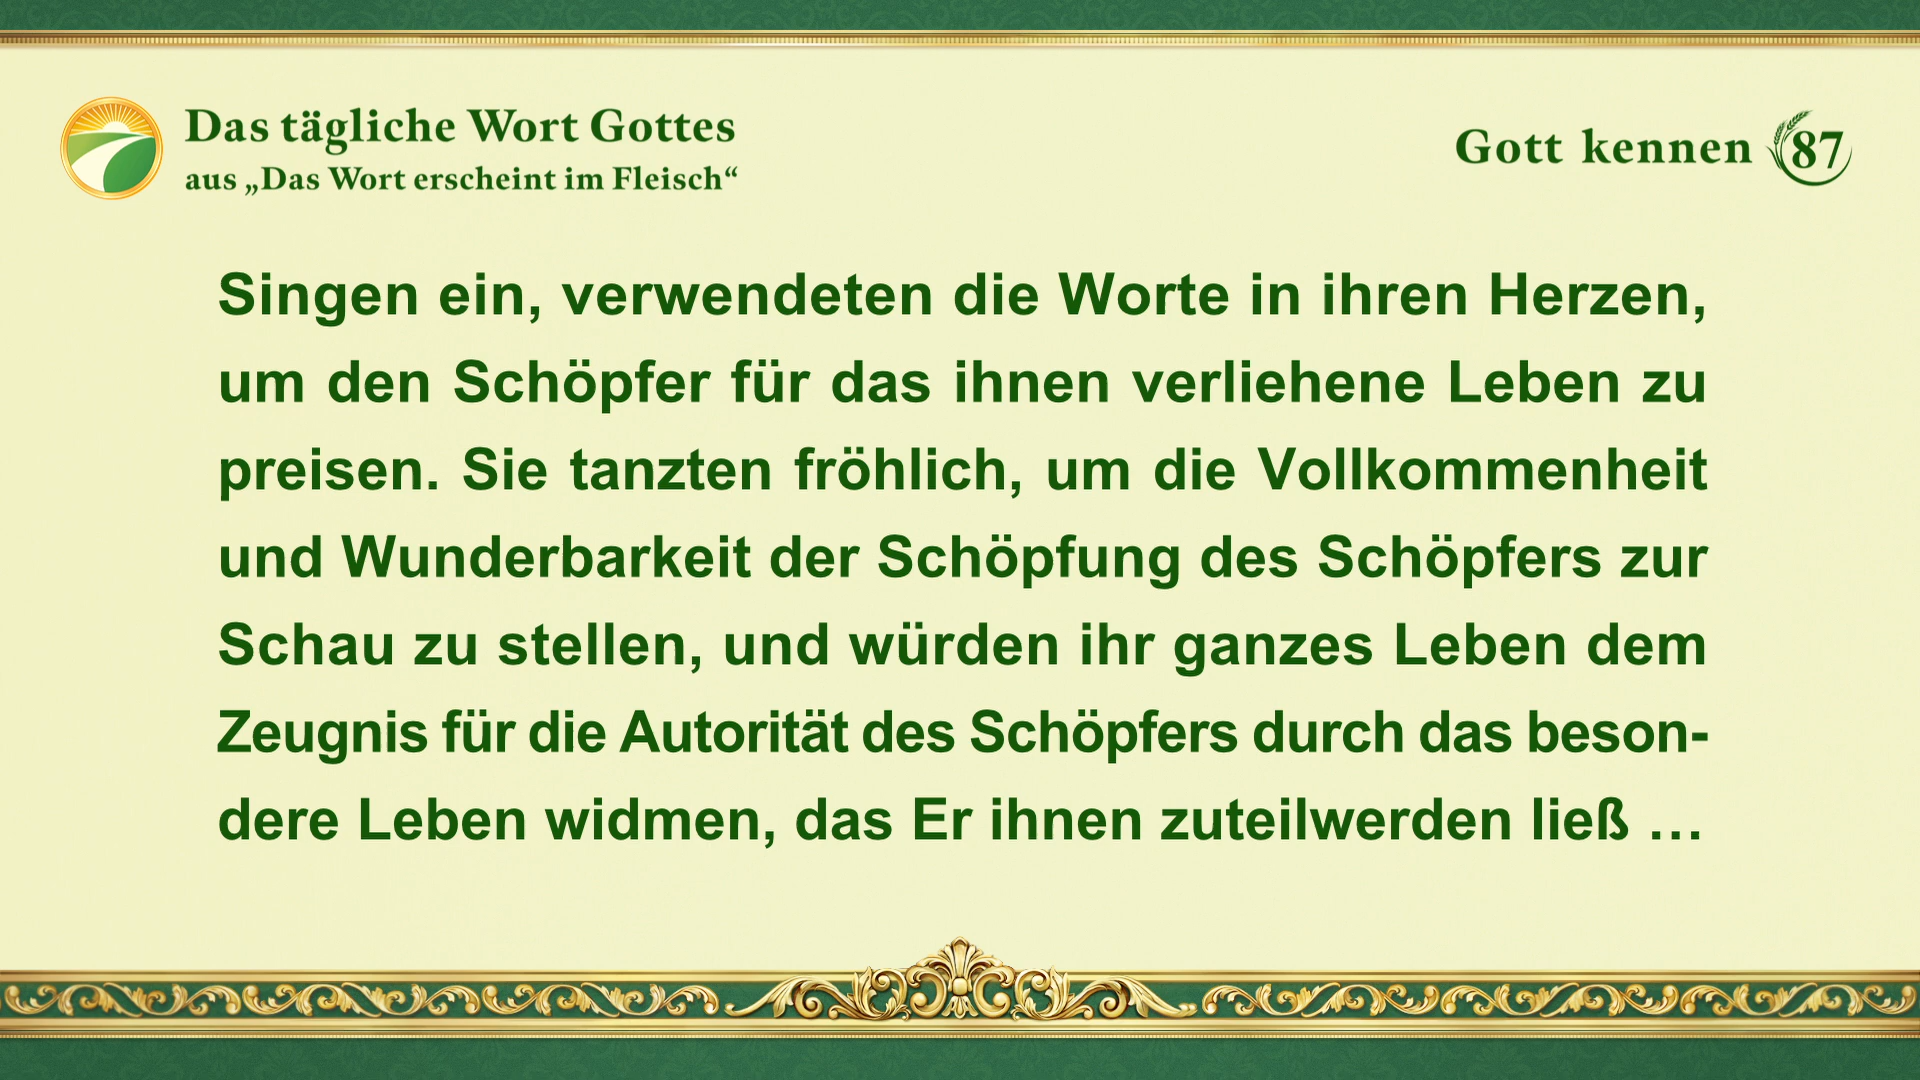 Das tägliche Wort Gottes
aus „Das Wort erscheint im Fleisch“
Gott kennen 87
Singen ein, verwendeten die Worte in ihren Herzen,
um den Schöpfer für das ihnen verliehene Leben zu
preisen. Sie tanzten fröhlich, um die Vollkommenheit
und Wunderbarkeit der Schöpfung des Schöpfers zur
Schau zu stellen, und würden ihr ganzes Leben dem
Zeugnis für die Autorität des Schöpfers durch das beson-
dere Leben widmen, das Er ihnen zuteilwerden ließ …